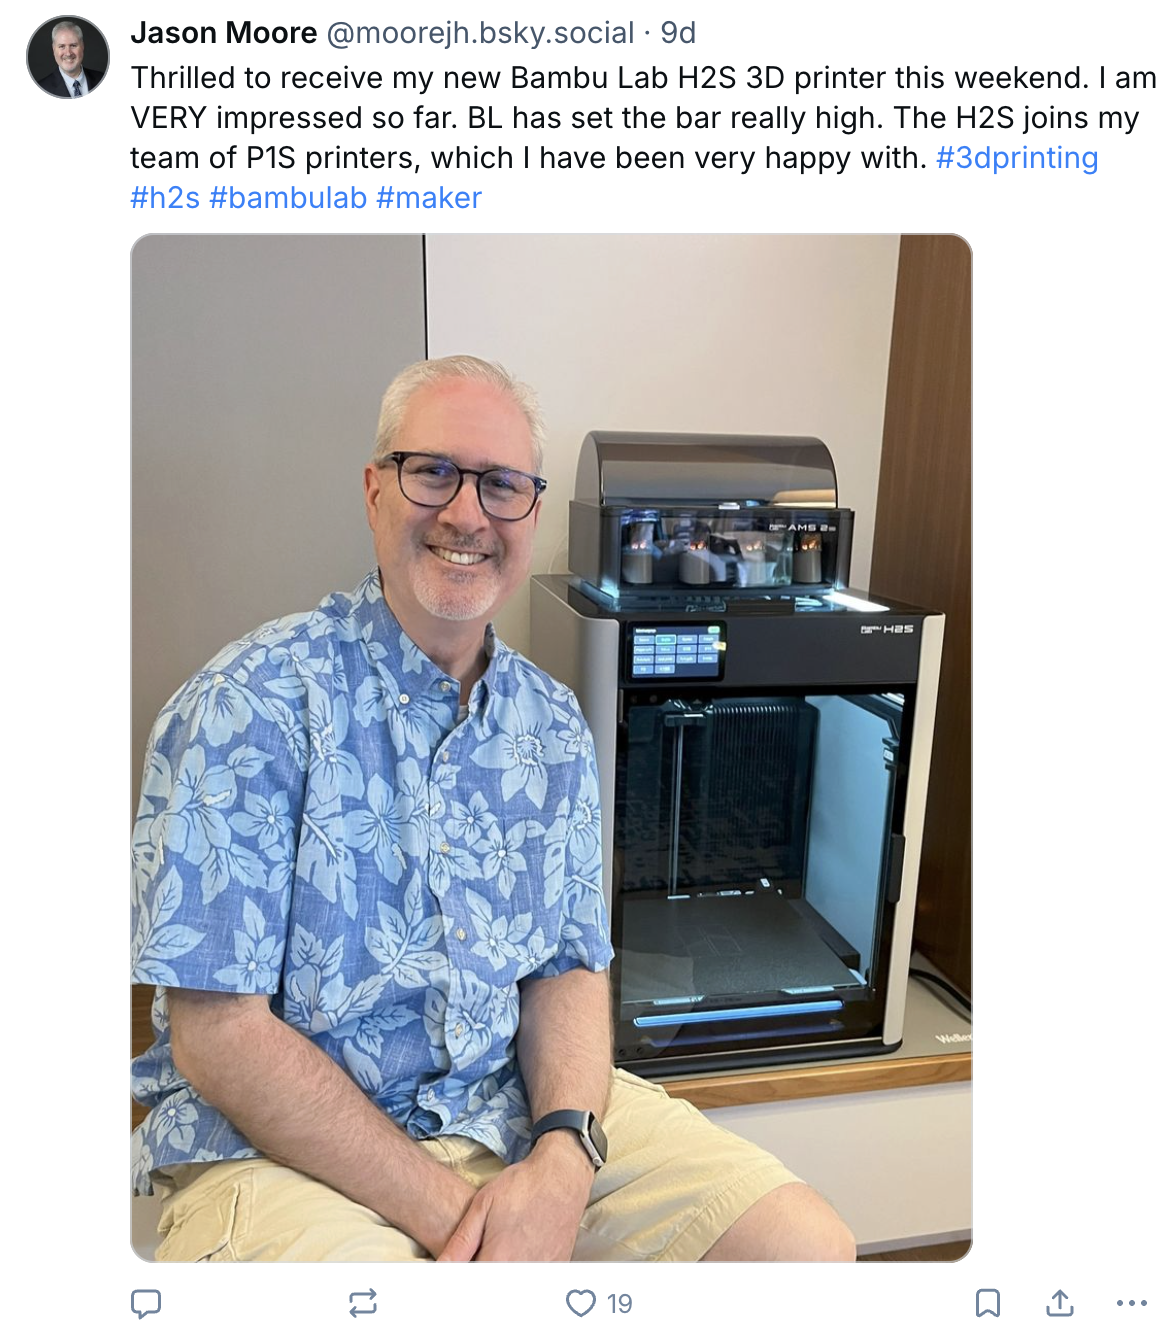 Jason Moore @moorejh.bsky.social · 9d
Thrilled to receive my new Bambu Lab H2S 3D printer this weekend. I am
VERY impressed so far. BL has set the bar really high. The H2S joins my
team of P1S printers, which I have been very happy with. #3dprinting
#h2s #bambulab #maker
AMS 2
H2S
Weller
19